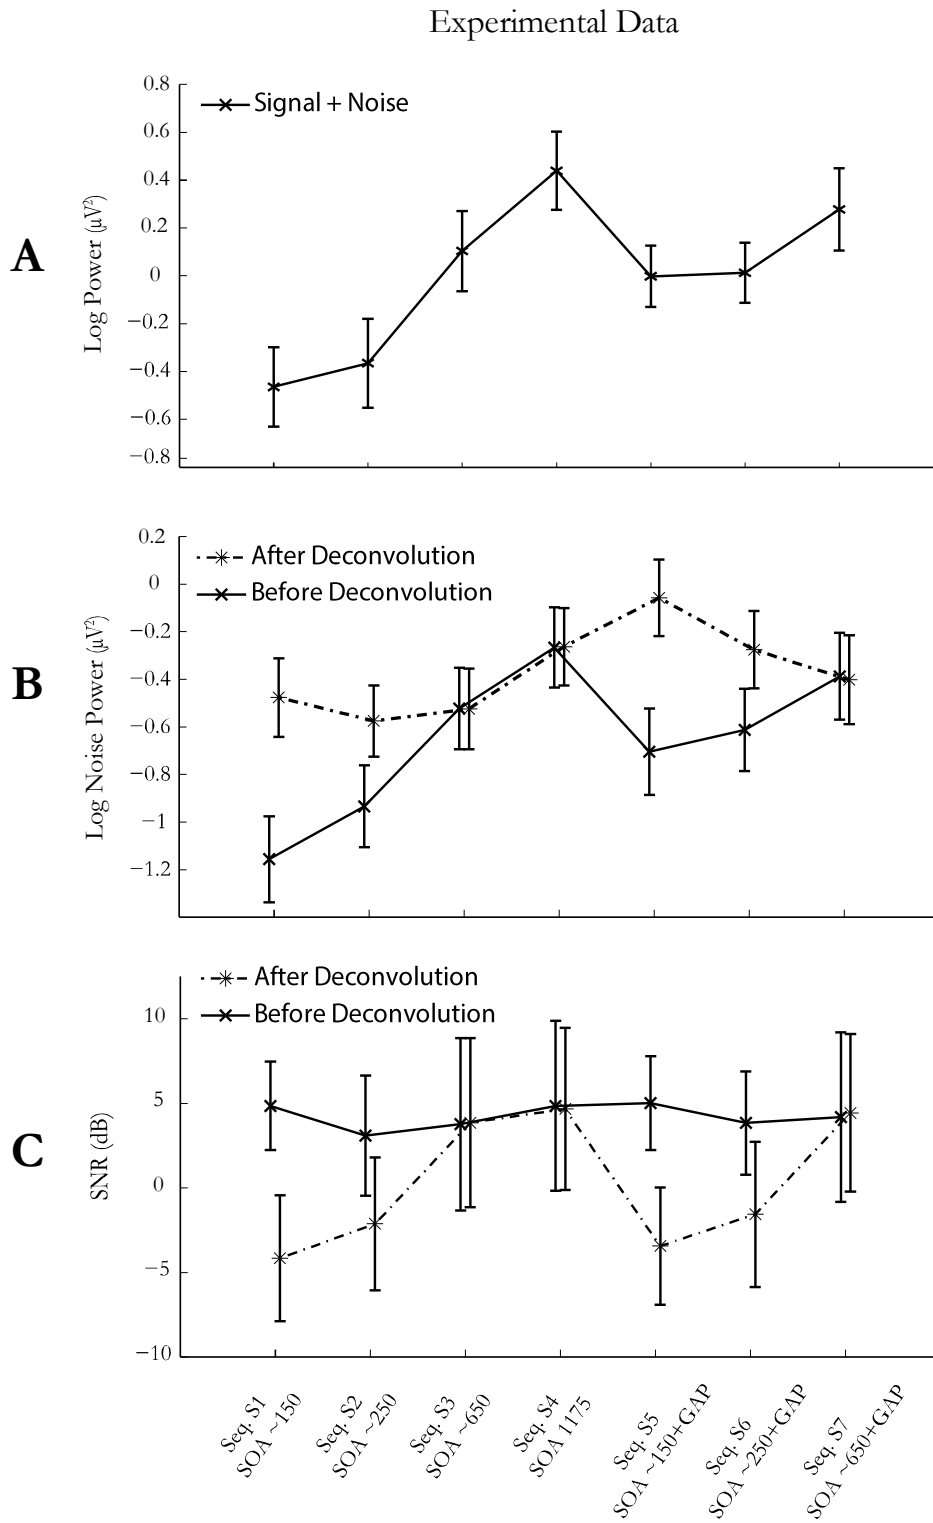 Experimental Data
A
Log Power (µV²)
0.8
0.6
0.4
0.2
0
−0.2
−0.4
−0.6
−0.8
Signal + Noise
B
Log Noise Power (µV²)
0.2
0
−0.2
−0.4
−0.6
−0.8
−1
−1.2
After Deconvolution
Before Deconvolution
C
SNR (dB)
10
5
0
−5
−10
After Deconvolution
Before Deconvolution
Seq. S1
SOA ~150
Seq. S2
SOA ~250
Seq. S3
SOA ~650
Seq. S4
SOA 1175
Seq. S5
SOA ~150+GAP
Seq. S6
SOA ~250+GAP
Seq. S7
SOA ~650+GAP